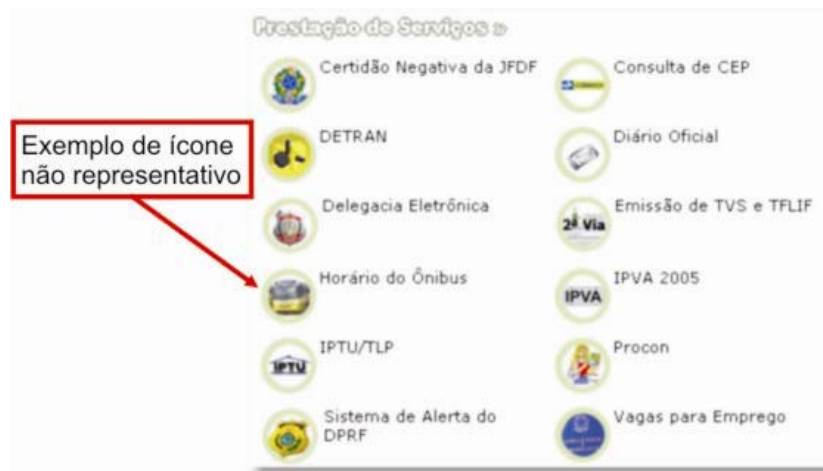 Prestação de Serviços »
Certidão Negativa da JFDF
Consulta de CEP
DETRAN
Diário Oficial
Exemplo de ícone
não representativo
Delegacia Eletrônica
Emissão de TVS e TFLIF
2ª Via
Horário do Ônibus
IPVA 2005
IPVA
IPTU/TLP
IPTU
Procon
Sistema de Alerta do
DPRF
Vagas para Emprego